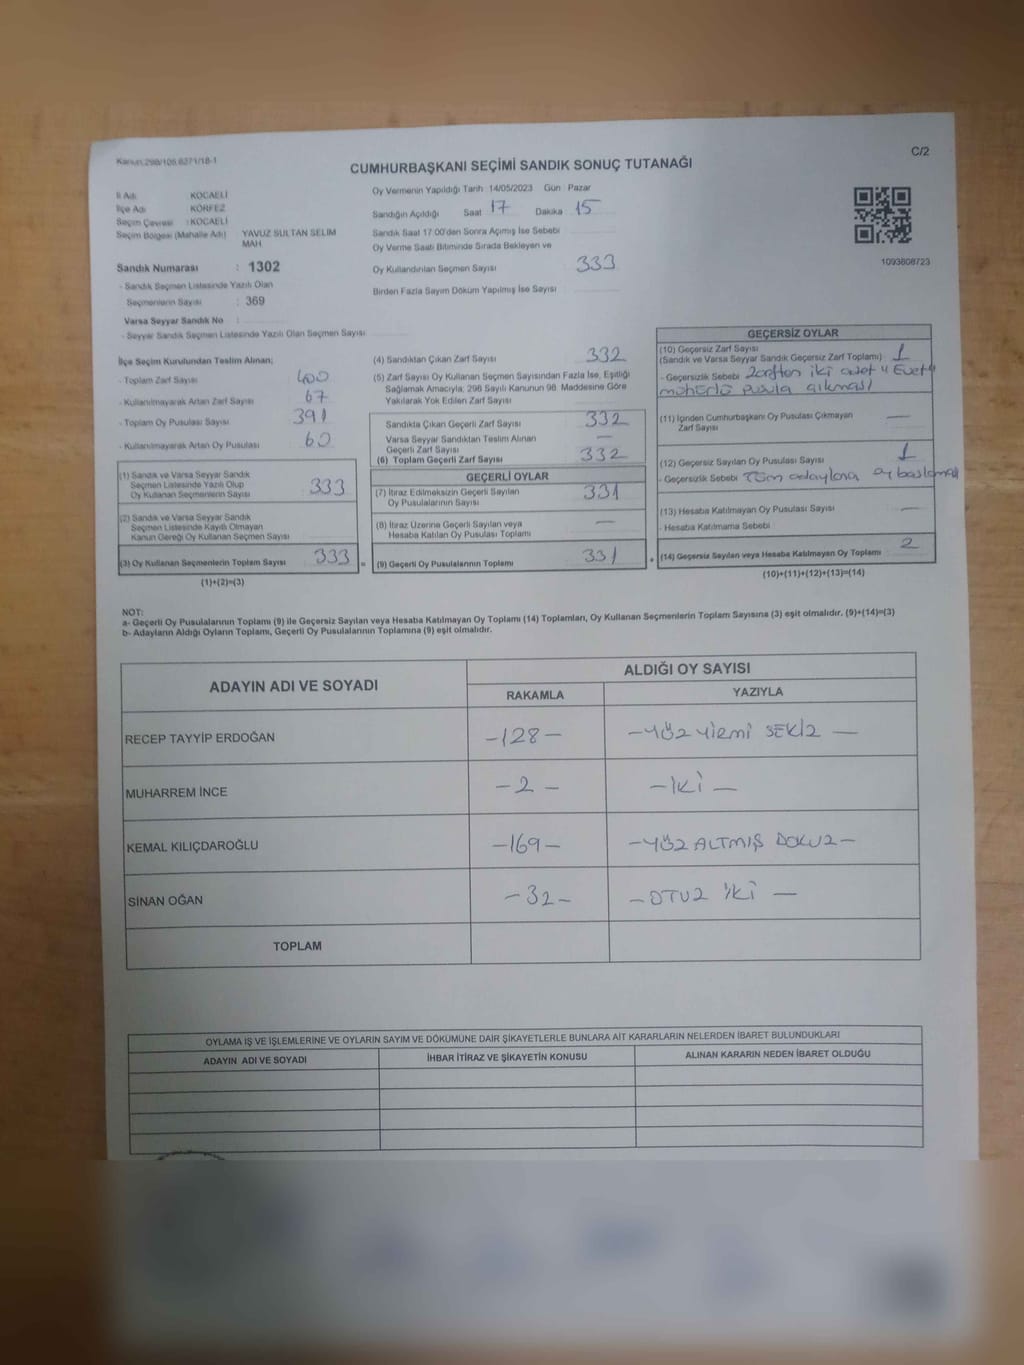 Kanun:298/105,6271/18-1
C/2
CUMHURBAŞKANI SEÇİMİ SANDIK SONUÇ TUTANAĞI
İl Adı KOCAELİ
İlçe Adı KÖRFEZ
Seçim Çevresi : KOCAELİ
Seçim Bölgesi (Mahalle Adı) YAVUZ SULTAN SELİM
MAH.
Sandık Numarası : 1302
- Sandık Seçmen Listesinde Yazılı Olan
Seçmenlerin Sayısı : 369
Varsa Seyyar Sandık No :
- Seyyar Sandık Seçmen Listesinde Yazılı Olan Seçmen Sayısı
Oy Vermenin Yapıldığı Tarih 14/05/2023 Gün Pazar
Sandığın Açıldığı Saat 17 Dakika 15
Sandık Saat 17:00'den Sonra Açımış İse Sebebi
Oy Verme Saati Bitiminde Sırada Bekleyen ve
Oy Kullandırılan Seçmen Sayısı 333
Birden Fazla Sayım Döküm Yapılmış İse Sayısı
1093808723
İlçe Seçim Kurulundan Teslim Alınan;
- Toplam Zarf Sayısı 400
- Kullanılmayarak Artan Zarf Sayısı 67
- Toplam Oy Pusulası Sayısı 391
- Kullanılmayarak Artan Oy Pusulası 60
(1) Sandık ve Varsa Seyyar Sandık
Seçmen Listesinde Yazılı Olup
Oy Kullanan Seçmenlerin Sayısı 333
(2) Sandık ve Varsa Seyyar Sandık
Seçmen Listesinde Kayıtlı Olmayan
Kanun Gereği Oy Kullanan Seçmen Sayısı
(3) Oy Kullanan Seçmenlerin Toplam Sayısı 333 =
(1)+(2)=(3)
(4) Sandıktan Çıkan Zarf Sayısı 332
(5) Zarf Sayısı Oy Kullanan Seçmen Sayısından Fazla İse, Eşitliği
Sağlamak Amacıyla, 298 Sayılı Kanunun 98. Maddesine Göre
Yakılarak Yok Edilen Zarf Sayısı
Sandıkta Çıkan Geçerli Zarf Sayısı 332
Varsa Seyyar Sandıktan Teslim Alınan
Geçerli Zarf Sayısı —
(6) Toplam Geçerli Zarf Sayısı 332
GEÇERLİ OYLAR
(7) İtiraz Edilmeksizin Geçerli Sayılan
Oy Pusulalarının Sayısı 331
(8) İtiraz Üzerine Geçerli Sayılan veya
Hesaba Katılan Oy Pusulası Toplamı —
(9) Geçerli Oy Pusulalarının Toplamı 331 +
GEÇERSİZ OYLAR
(10) Geçersiz Zarf Sayısı
(Sandık ve Varsa Seyyar Sandık Geçersiz Zarf Toplamı) 1
- Geçersizlik Sebebi Zarftan iki adet "Evet"
mühürlü pusula çıkması
(11) İçinden Cumhurbaşkanı Oy Pusulası Çıkmayan
Zarf Sayısı —
(12) Geçersiz Sayılan Oy Pusulası Sayısı 1
- Geçersizlik Sebebi Tüm adaylara oy
(13) Hesaba Katılmayan Oy Pusulası Sayısı —
- Hesaba Katılmama Sebebi
(14) Geçersiz Sayılan veya Hesaba Katılmayan Oy Toplamı 2
(10)+(11)+(12)+(13)=(14)
NOT:
a- Geçerli Oy Pusulalarının Toplamı (9) ile Geçersiz Sayılan veya Hesaba Katılmayan Oy Toplamı (14) Toplamları, Oy Kullanan Seçmenlerin Toplam Sayısına (3) eşit olmalıdır. (9)+(14)=(3)
b- Adayların Aldığı Oyların Toplamı, Geçerli Oy Pusulalarının Toplamına (9) eşit olmalıdır.
ADAYIN ADI VE SOYADI ALDIĞI OY SAYISI
RAKAMLA YAZIYLA
RECEP TAYYİP ERDOĞAN -128- -YÜZ YİRMİ SEKİZ -
MUHARREM İNCE -2- -İKİ-
KEMAL KILIÇDAROĞLU -169- -YÜZ ALTMIŞ DOKUZ-
SİNAN OĞAN -32- -OTUZ İKİ -
TOPLAM
OYLAMA İŞ VE İŞLEMLERİNE VE OYLARIN SAYIM VE DÖKÜMÜNE DAİR ŞİKAYETLERLE BUNLARA AİT KARARLARIN NELERDEN İBARET BULUNDUKLARI
ADAYIN ADI VE SOYADI İHBAR İTİRAZ VE ŞİKAYETİN KONUSU ALINAN KARARIN NEDEN İBARET OLDUĞU